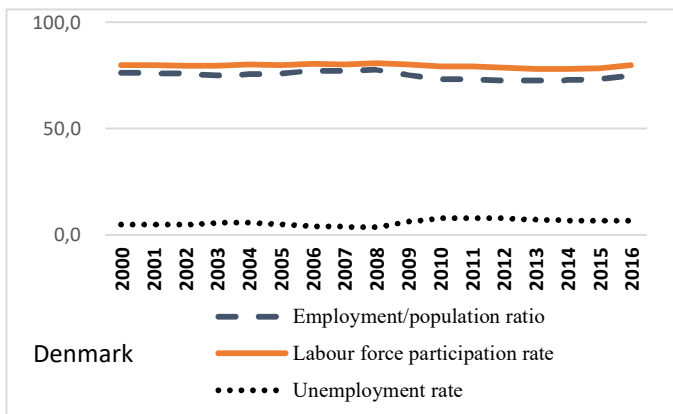 100,0
50,0
0,0
2000 2001 2002 2003 2004 2005 2006 2007 2008 2009 2010 2011 2012 2013 2014 2015 2016
Employment/population ratio
Denmark
Labour force participation rate
Unemployment rate